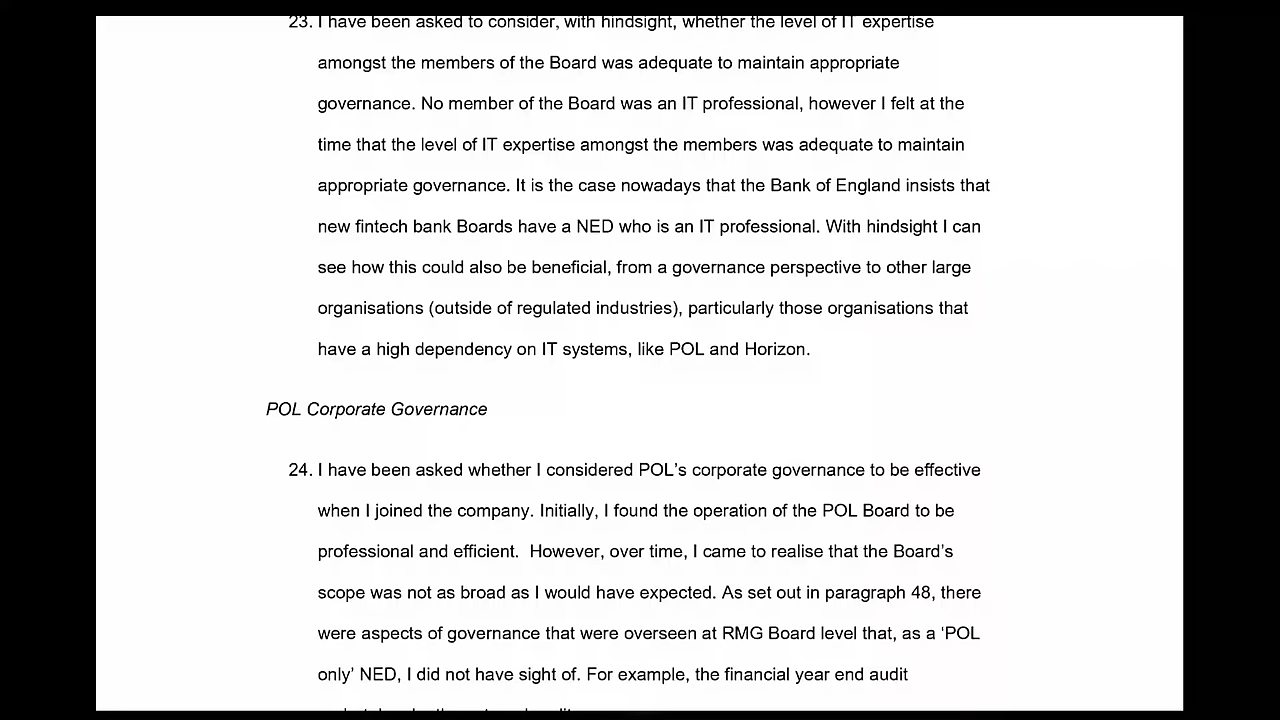 23. I have been asked to consider, with hindsight, whether the level of IT expertise
amongst the members of the Board was adequate to maintain appropriate
governance. No member of the Board was an IT professional, however I felt at the
time that the level of IT expertise amongst the members was adequate to maintain
appropriate governance. It is the case nowadays that the Bank of England insists that
new fintech bank Boards have a NED who is an IT professional. With hindsight I can
see how this could also be beneficial, from a governance perspective to other large
organisations (outside of regulated industries), particularly those organisations that
have a high dependency on IT systems, like POL and Horizon.
POL Corporate Governance
24. I have been asked whether I considered POL's corporate governance to be effective
when I joined the company. Initially, I found the operation of the POL Board to be
professional and efficient.  However, over time, I came to realise that the Board's
scope was not as broad as I would have expected. As set out in paragraph 48, there
were aspects of governance that were overseen at RMG Board level that, as a ‘POL
only’ NED, I did not have sight of. For example, the financial year end audit